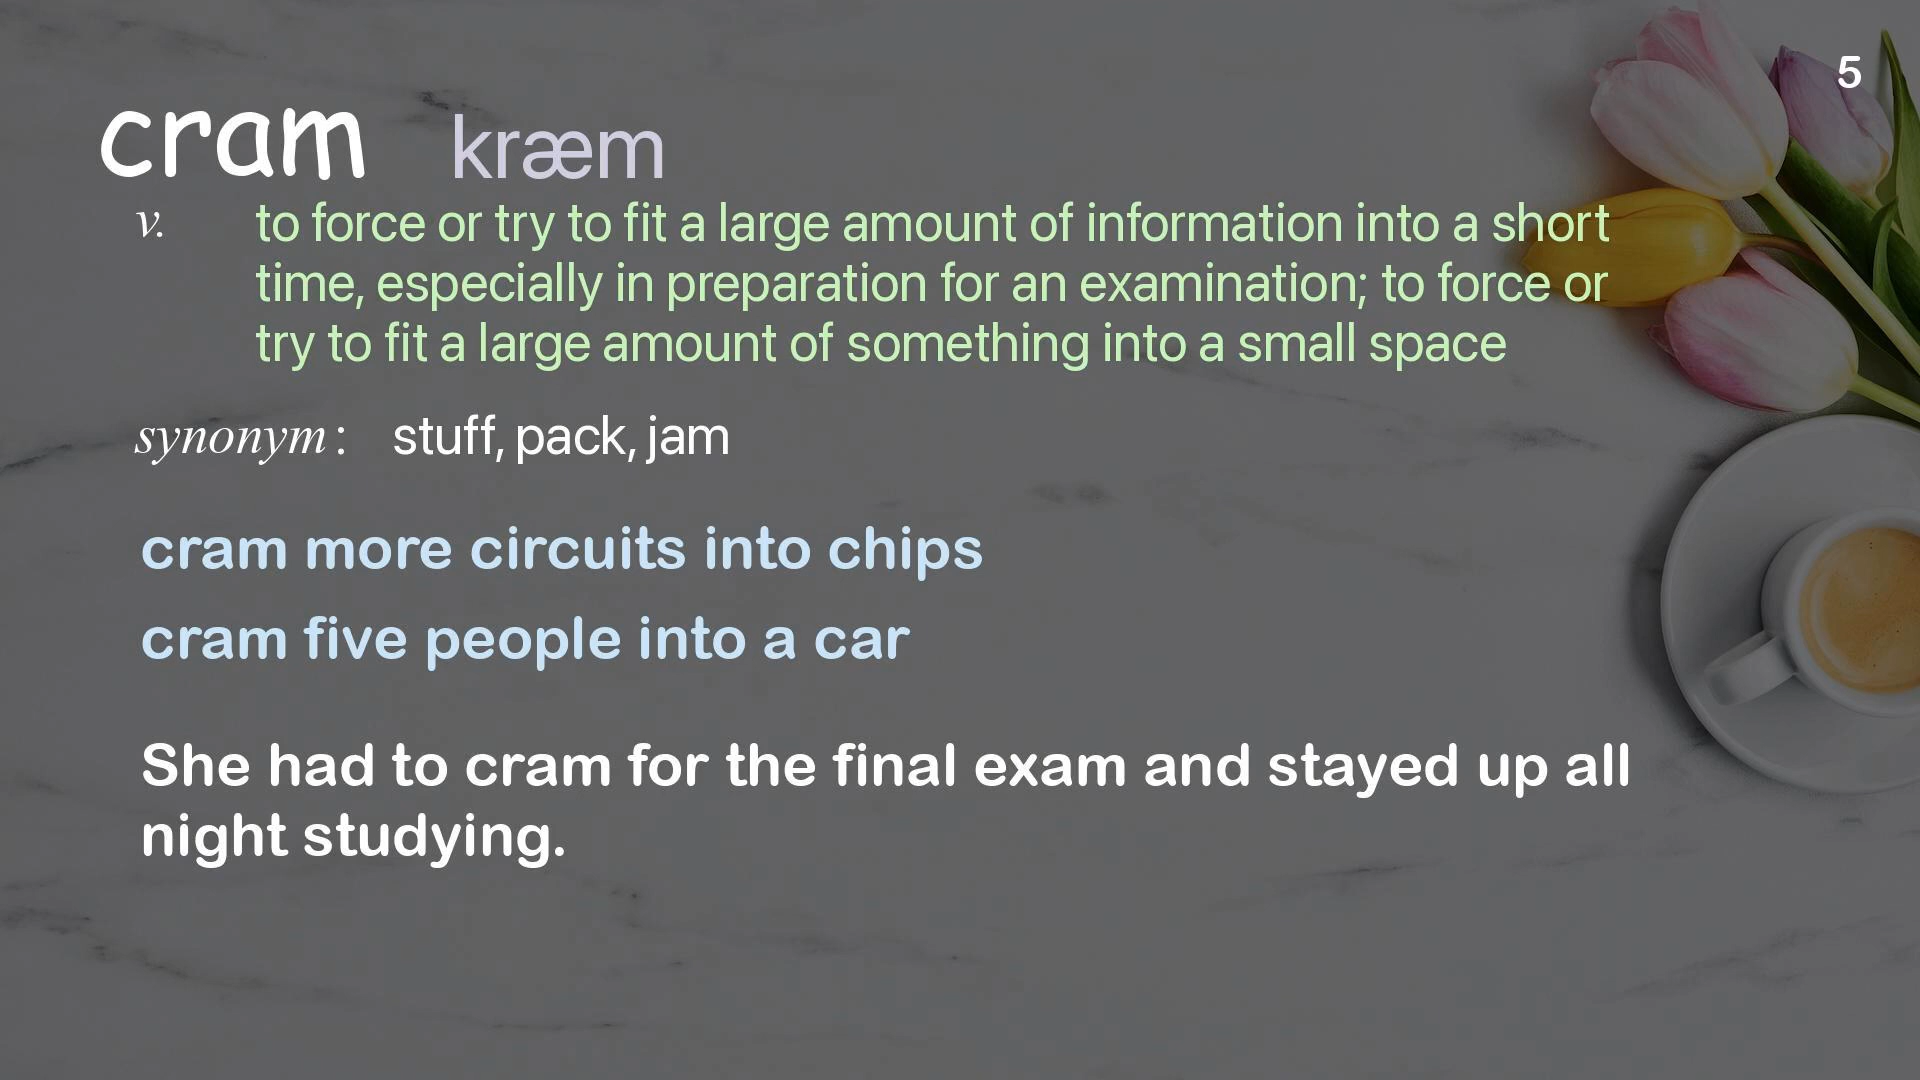 5
cram kræm
v. to force or try to fit a large amount of information into a short
time, especially in preparation for an examination; to force or
try to fit a large amount of something into a small space
synonym : stuff, pack, jam
cram more circuits into chips
cram five people into a car
She had to cram for the final exam and stayed up all
night studying.